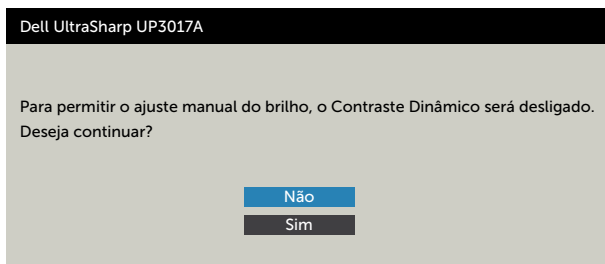 Dell UltraSharp UP3017A
Para permitir o ajuste manual do brilho, o Contraste Dinâmico será desligado.
Deseja continuar?
Não
Sim